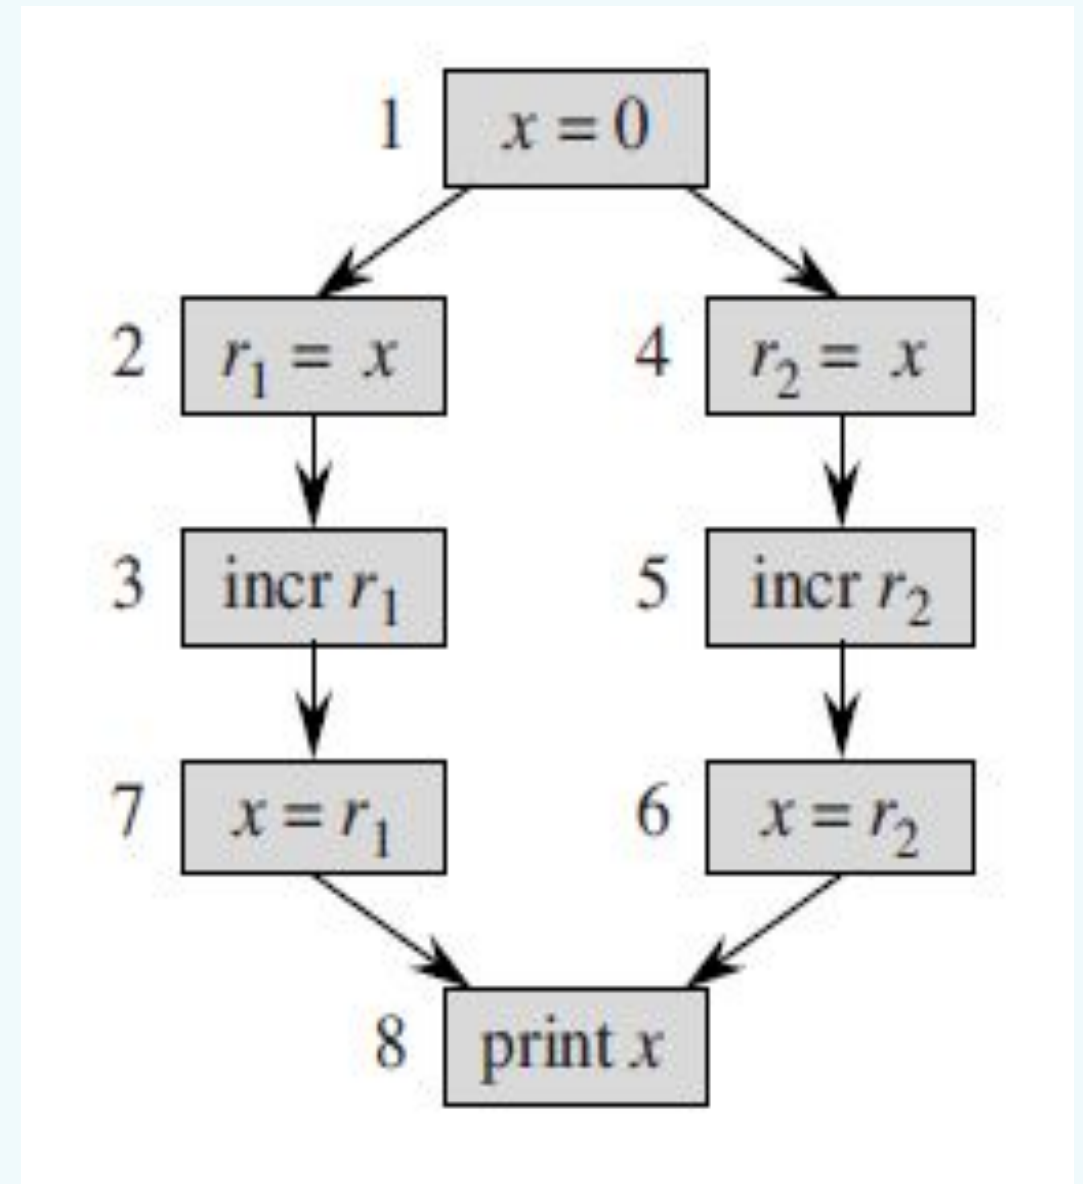 1 x = 0
2 r₁ = x 4 r₂ = x
3 incr r₁ 5 incr r₂
7 x = r₁ 6 x = r₂
8 print x